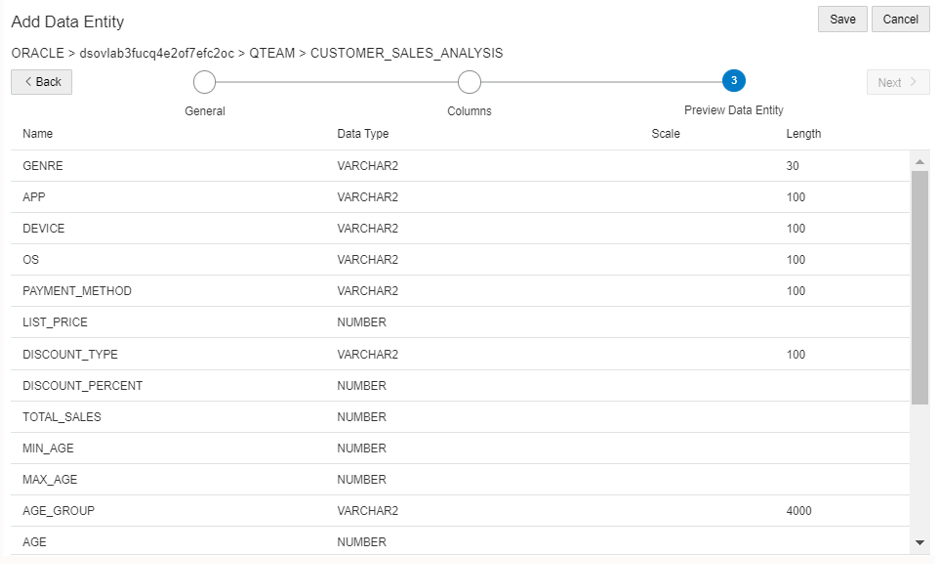 Add Data Entity Save Cancel
ORACLE > dsovlab3fucq4e2of7efc2oc > QTEAM > CUSTOMER_SALES_ANALYSIS
< Back 3 Next >
General Columns Preview Data Entity
Name Data Type Scale Length
GENRE VARCHAR2 30
APP VARCHAR2 100
DEVICE VARCHAR2 100
OS VARCHAR2 100
PAYMENT_METHOD VARCHAR2 100
LIST_PRICE NUMBER
DISCOUNT_TYPE VARCHAR2 100
DISCOUNT_PERCENT NUMBER
TOTAL_SALES NUMBER
MIN_AGE NUMBER
MAX_AGE NUMBER
AGE_GROUP VARCHAR2 4000
AGE NUMBER